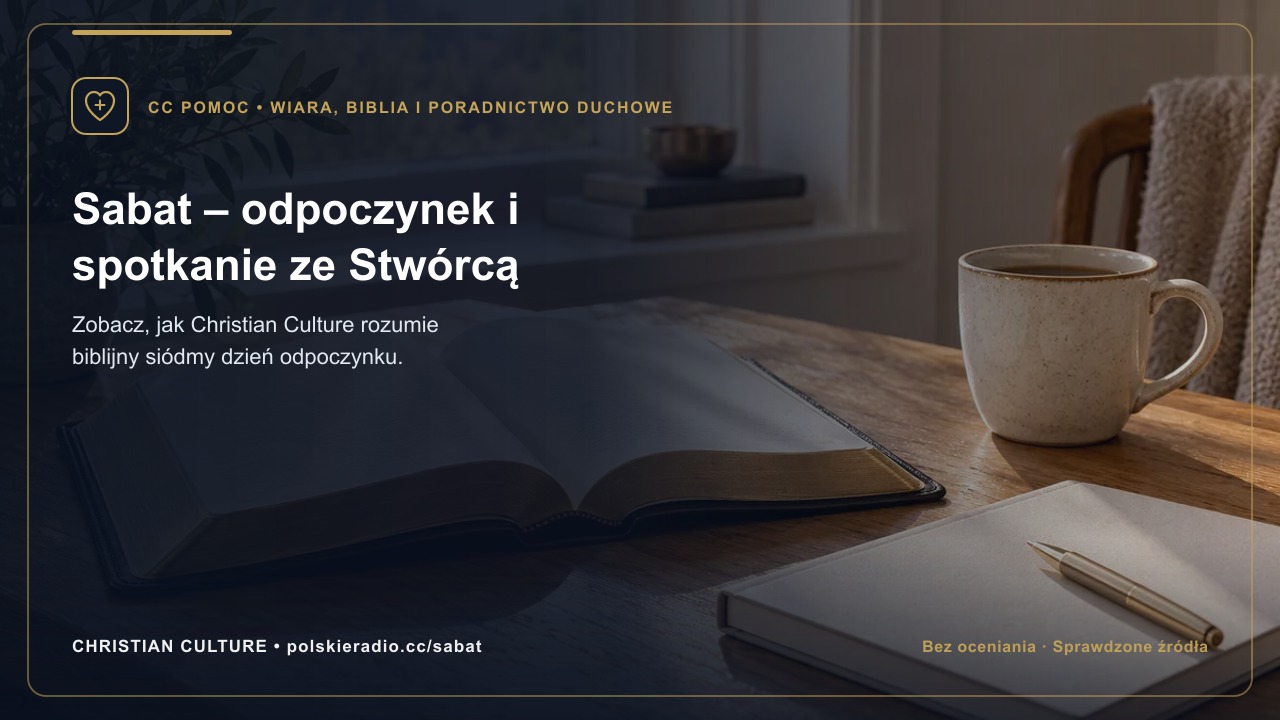 CC POMOC • WIARA, BIBLIA I PORADNICTWO DUCHOWE
Sabat – odpoczynek i
spotkanie ze Stwórcą
Zobacz, jak Christian Culture rozumie
biblijny siódmy dzień odpoczynku.
CHRISTIAN CULTURE • polskieradio.cc/sabat
Bez oceniania · Sprawdzone źródła